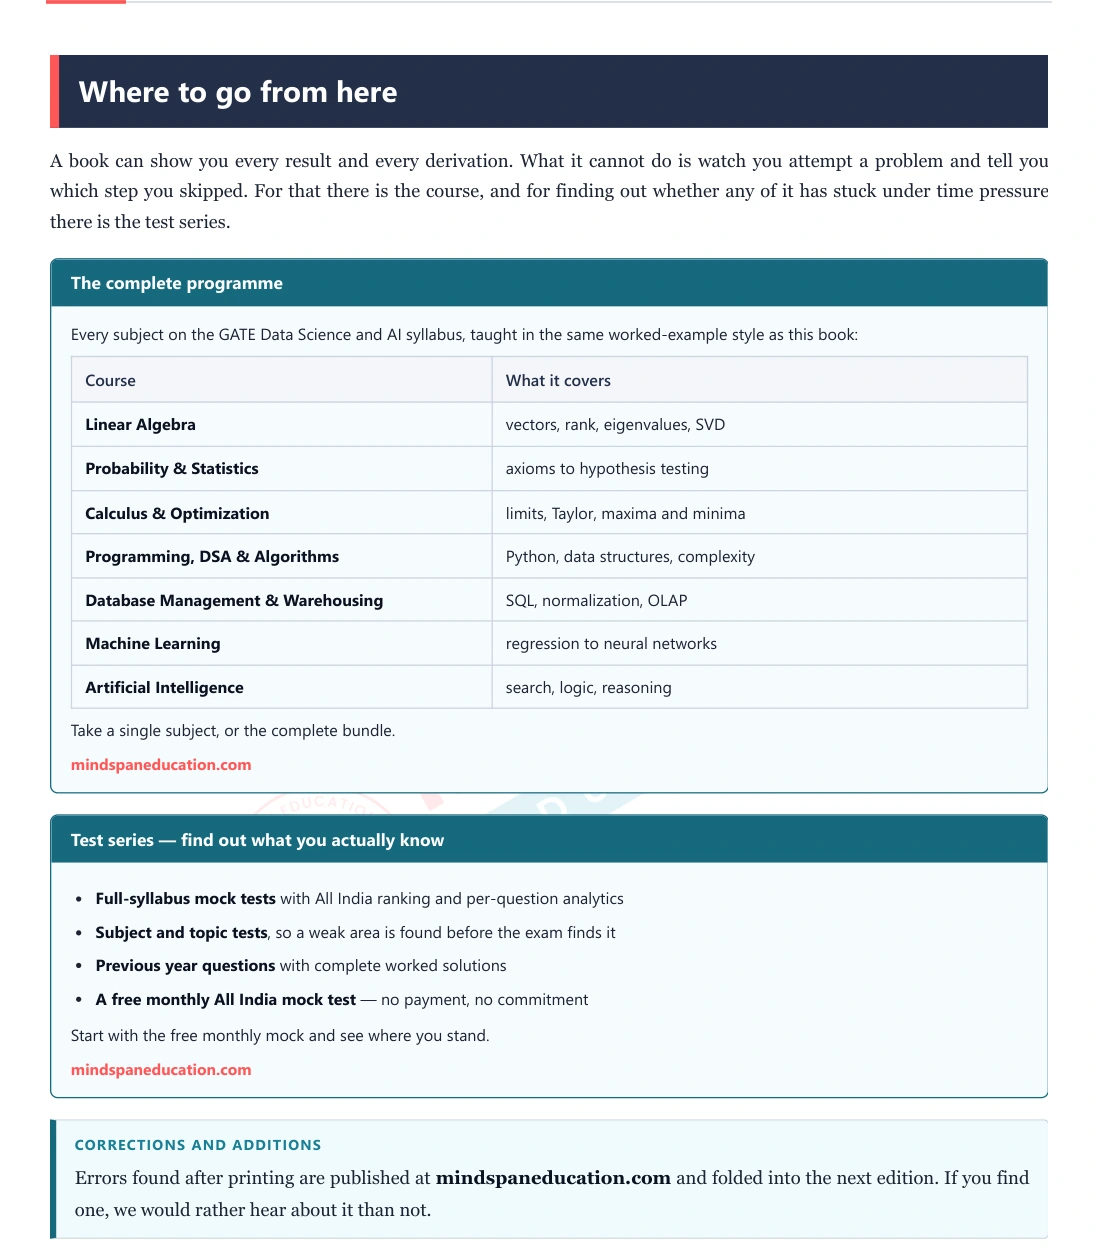 Where to go from here
A book can show you every result and every derivation. What it cannot do is watch you attempt a problem and tell you
which step you skipped. For that there is the course, and for finding out whether any of it has stuck under time pressure
there is the test series.
The complete programme
Every subject on the GATE Data Science and AI syllabus, taught in the same worked-example style as this book:
Course What it covers
Linear Algebra vectors, rank, eigenvalues, SVD
Probability & Statistics axioms to hypothesis testing
Calculus & Optimization limits, Taylor, maxima and minima
Programming, DSA & Algorithms Python, data structures, complexity
Database Management & Warehousing SQL, normalization, OLAP
Machine Learning regression to neural networks
Artificial Intelligence search, logic, reasoning
Take a single subject, or the complete bundle.
mindspaneducation.com
EDUCATION
Test series — find out what you actually know
• Full-syllabus mock tests with All India ranking and per-question analytics
• Subject and topic tests, so a weak area is found before the exam finds it
• Previous year questions with complete worked solutions
• A free monthly All India mock test — no payment, no commitment
Start with the free monthly mock and see where you stand.
mindspaneducation.com
CORRECTIONS AND ADDITIONS
Errors found after printing are published at mindspaneducation.com and folded into the next edition. If you find
one, we would rather hear about it than not.